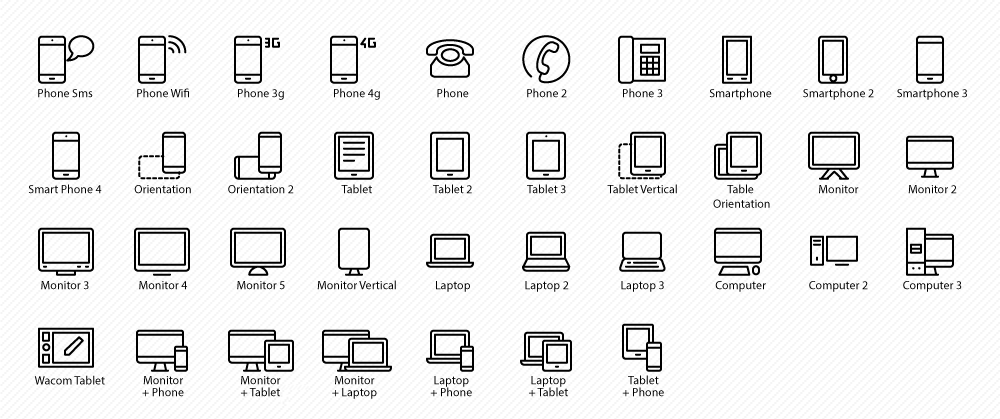 3G
4G
Phone Sms
Phone Wifi
Phone 3g
Phone 4g
Phone
Phone 2
Phone 3
Smartphone
Smartphone 2
Smartphone 3
Smart Phone 4
Orientation
Orientation 2
Tablet
Tablet 2
Tablet 3
Tablet Vertical
Table
Orientation
Monitor
Monitor 2
Monitor 3
Monitor 4
Monitor 5
Monitor Vertical
Laptop
Laptop 2
Laptop 3
Computer
Computer 2
Computer 3
Wacom Tablet
Monitor
+ Phone
Monitor
+ Tablet
Monitor
+ Laptop
Laptop
+ Phone
Laptop
+ Tablet
Tablet
+ Phone